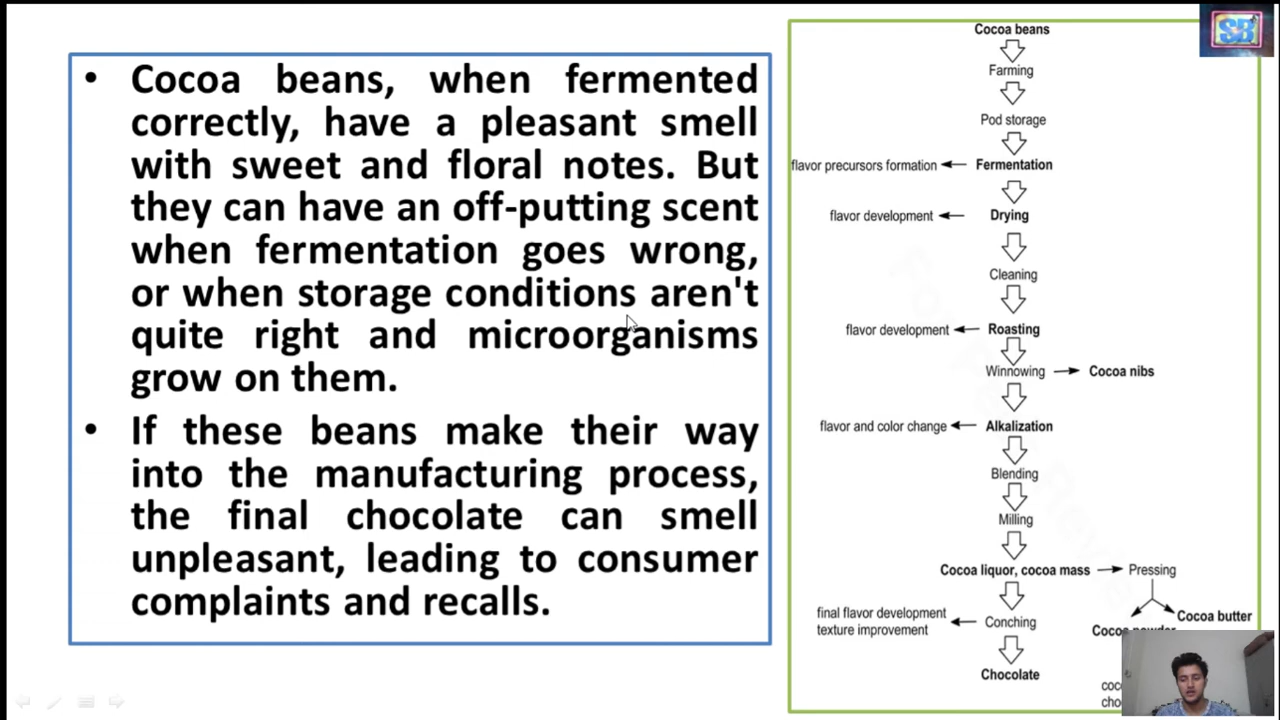 SB
• Cocoa beans, when fermented
correctly, have a pleasant smell
with sweet and floral notes. But
they can have an off-putting scent
when fermentation goes wrong,
or when storage conditions aren't
quite right and microorganisms
grow on them.
• If these beans make their way
into the manufacturing process,
the final chocolate can smell
unpleasant, leading to consumer
complaints and recalls.
Cocoa beans
Farming
Pod storage
flavor precursors formation Fermentation
flavor development Drying
Cleaning
flavor development Roasting
Winnowing Cocoa nibs
flavor and color change Alkalization
Blending
Milling
Cocoa liquor, cocoa mass Pressing
Cocoa butter
final flavor development
texture improvement
Conching
Cocoa powder
Chocolate